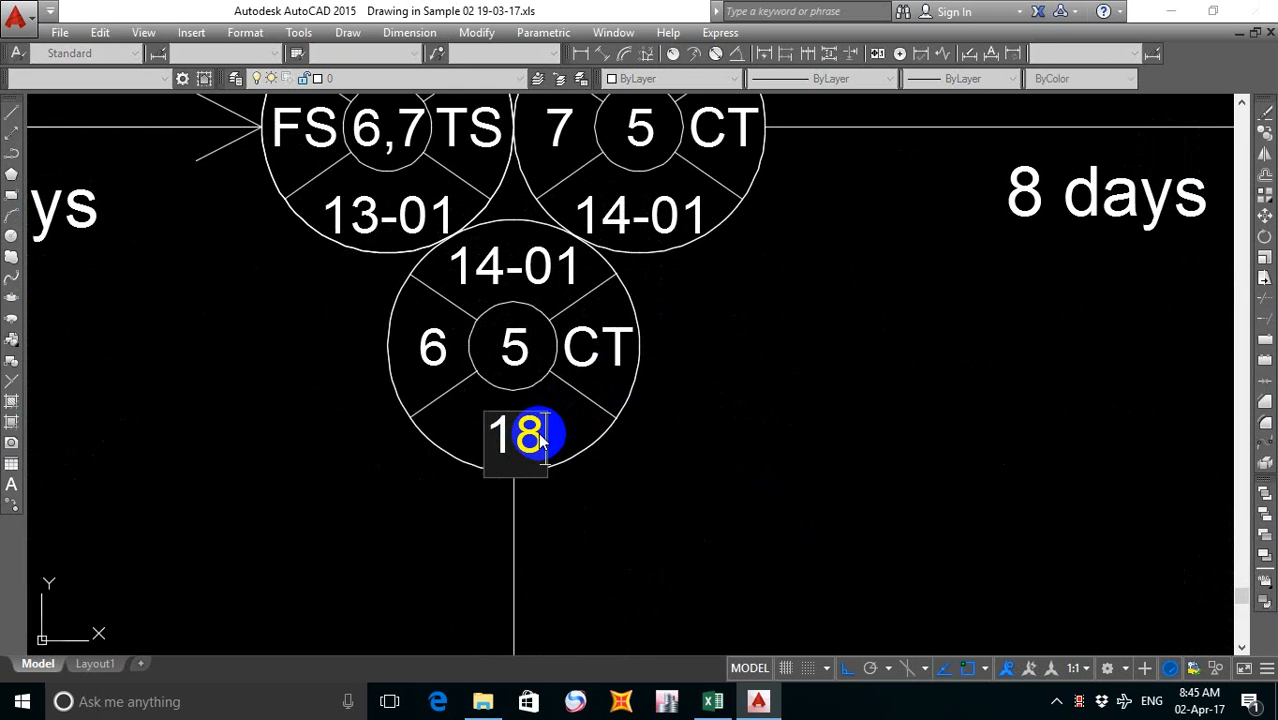 Autodesk AutoCAD 2015 Drawing in Sample 02 19-03-17.xls
Type a keyword or phrase
Sign In
File Edit View Insert Format Tools Draw Dimension Modify Parametric Window Help Express
Standard
0
ByLayer
ByLayer
ByLayer
ByColor
FS 6,7 TS
7 5 CT
ys
8 days
13-01
14-01
14-01
6 5 CT
18
Y
X
Model Layout1 +
MODEL
1:1
Ask me anything
ENG
8:45 AM
02-Apr-17